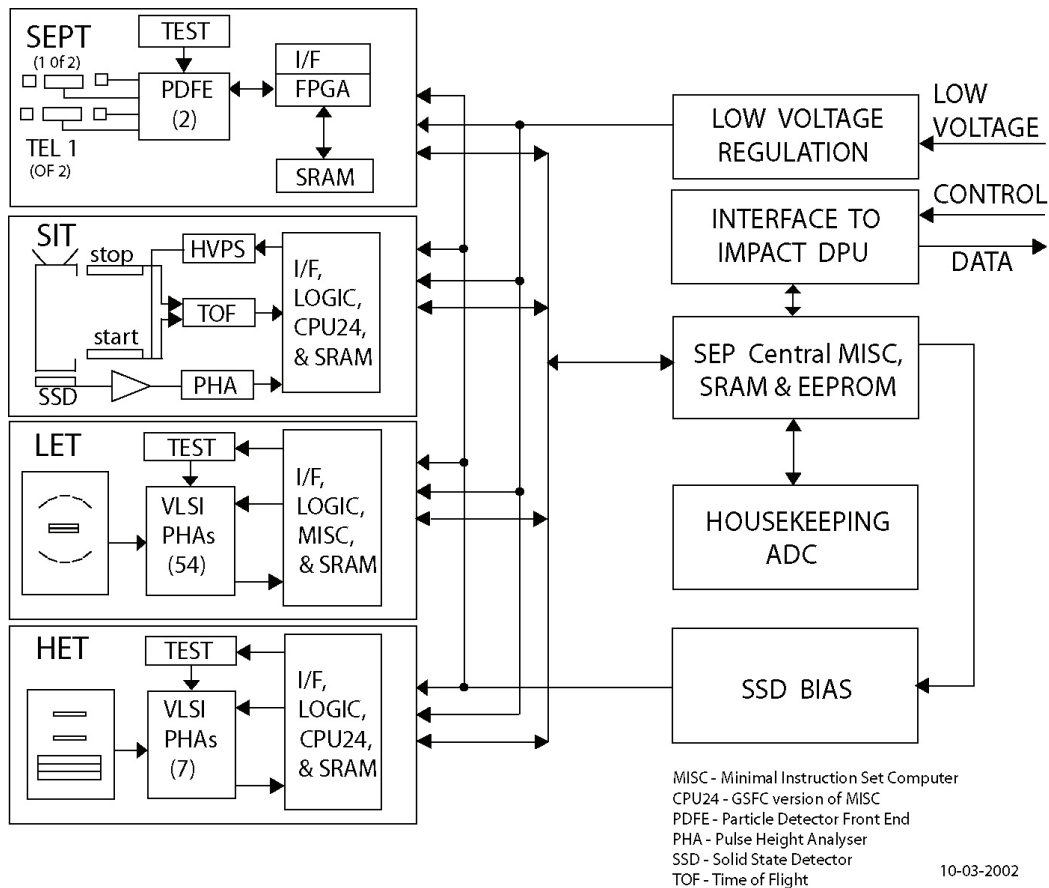 SEPT
(1 0f 2)
TEL 1
(OF 2)
TEST
PDFE
(2)
I/F
FPGA
SRAM
SIT
stop
start
SSD
HVPS
TOF
PHA
I/F,
LOGIC,
CPU24,
& SRAM
LET
TEST
VLSI
PHAs
(54)
I/F,
LOGIC,
MISC,
& SRAM
HET
TEST
VLSI
PHAs
(7)
I/F,
LOGIC,
CPU24,
& SRAM
LOW VOLTAGE
REGULATION
LOW
VOLTAGE
INTERFACE TO
IMPACT DPU
CONTROL
DATA
SEP Central MISC,
SRAM & EEPROM
HOUSEKEEPING
ADC
SSD BIAS
MISC - Minimal Instruction Set Computer
CPU24 - GSFC version of MISC
PDFE - Particle Detector Front End
PHA - Pulse Height Analyser
SSD - Solid State Detector
TOF - Time of Flight
10-03-2002